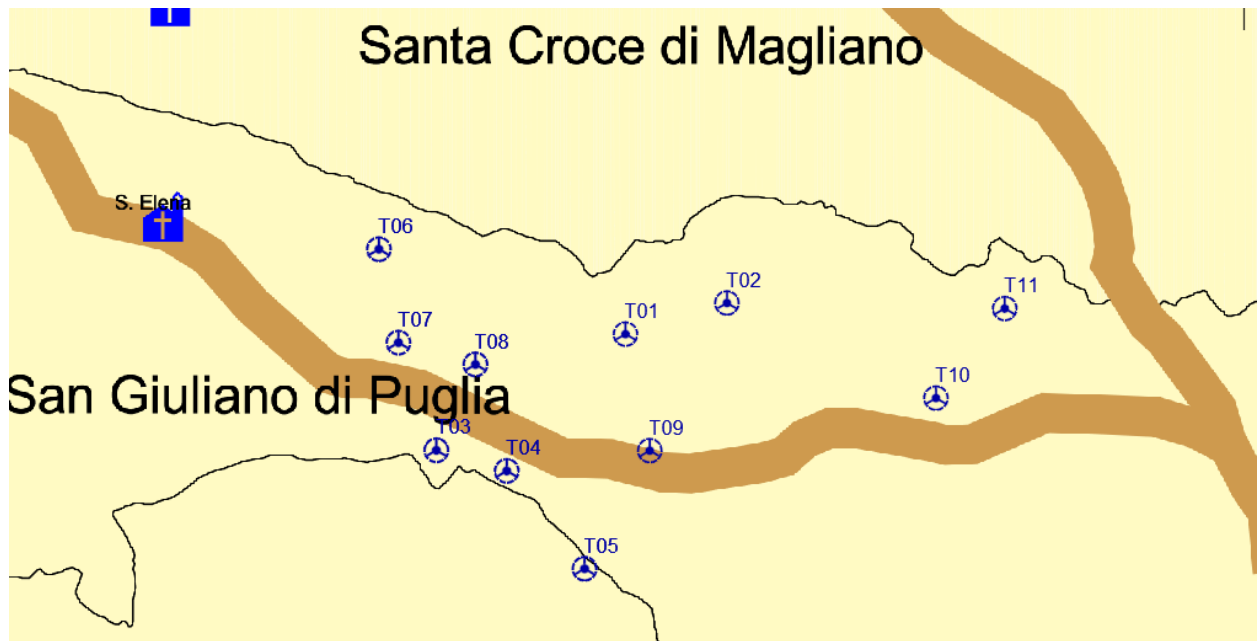 Santa Croce di Magliano
S. Elena
T06
T02
T11
T01
T07
T08
San Giuliano di Puglia
T10
T03
T09
T04
T05